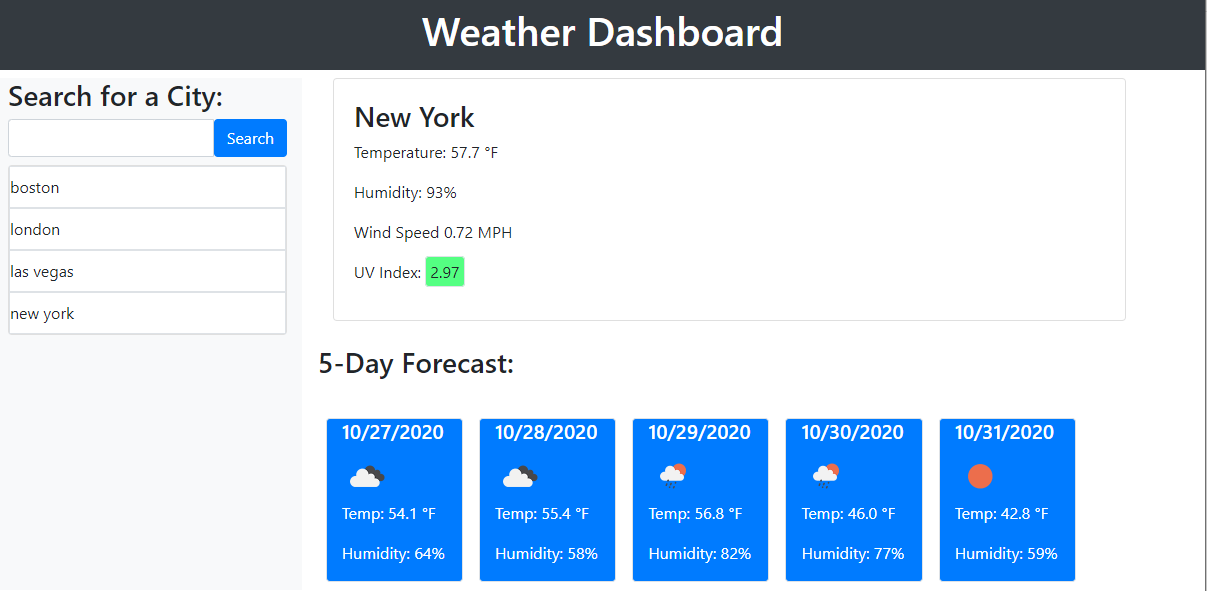 Weather Dashboard
Search for a City:
Search
boston
london
las vegas
new york
New York
Temperature: 57.7 °F
Humidity: 93%
Wind Speed 0.72 MPH
UV Index: 2.97
5-Day Forecast:
10/27/2020
Temp: 54.1 °F
Humidity: 64%
10/28/2020
Temp: 55.4 °F
Humidity: 58%
10/29/2020
Temp: 56.8 °F
Humidity: 82%
10/30/2020
Temp: 46.0 °F
Humidity: 77%
10/31/2020
Temp: 42.8 °F
Humidity: 59%